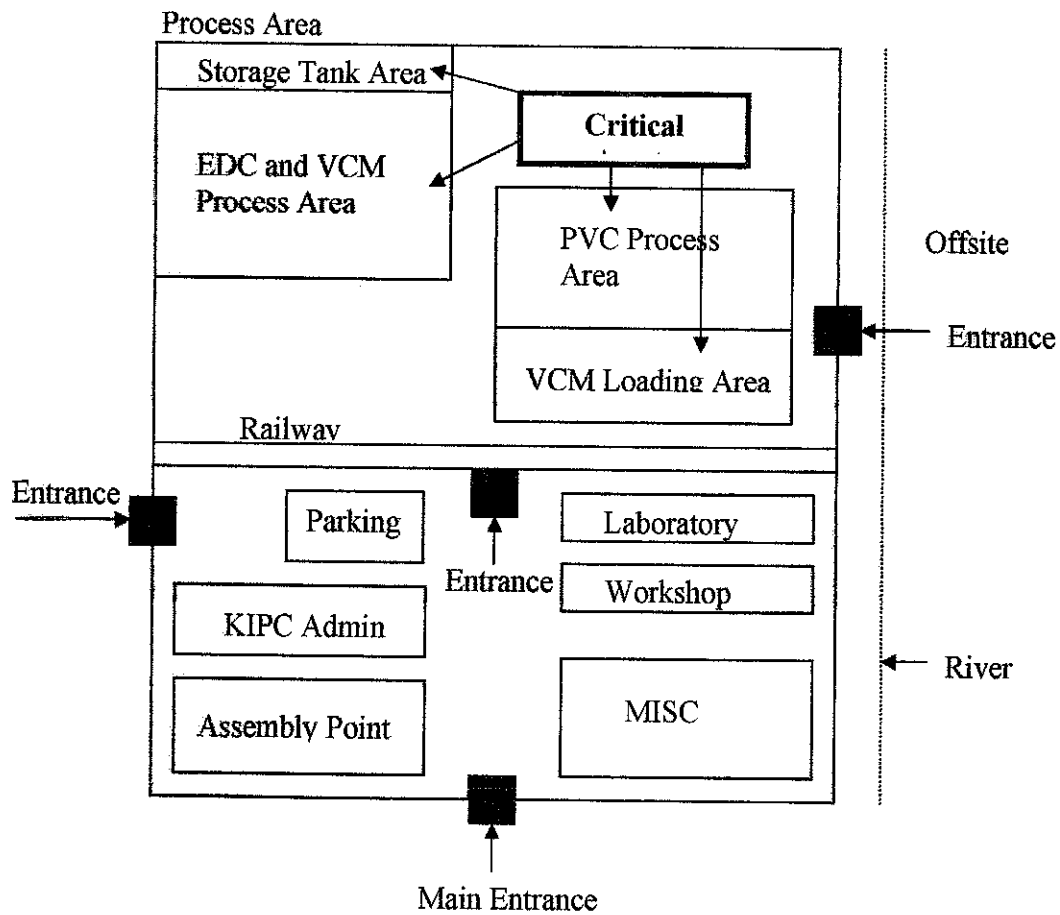 Process Area
Storage Tank Area
Critical
EDC and VCM
Process Area
PVC Process
Area
Offsite
Entrance
VCM Loading Area
Railway
Entrance
Parking
Laboratory
Entrance
Workshop
KIPC Admin
River
Assembly Point
MISC
Main Entrance